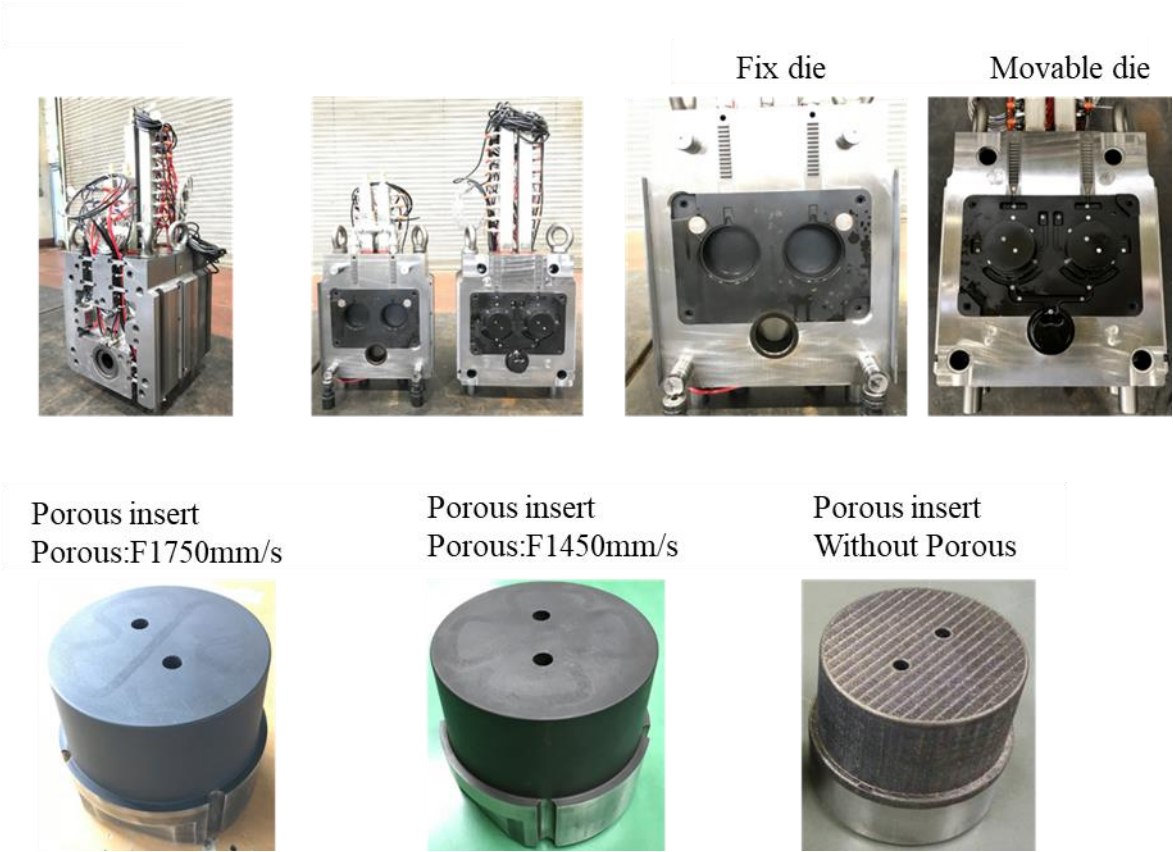 Fix die
Movable die
Porous insert
Porous:F1750mm/s
Porous insert
Porous:F1450mm/s
Porous insert
Without Porous